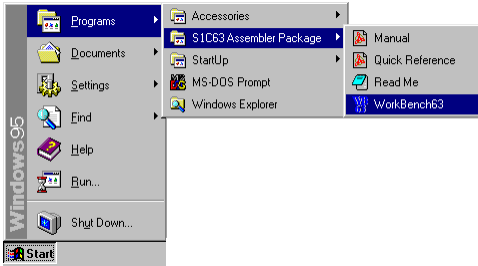 Programs
Documents
Settings
Find
Help
Run...
Shut Down...
Windows95
Start
Accessories
S1C63 Assembler Package
StartUp
MS-DOS Prompt
Windows Explorer
Manual
Quick Reference
Read Me
WorkBench63